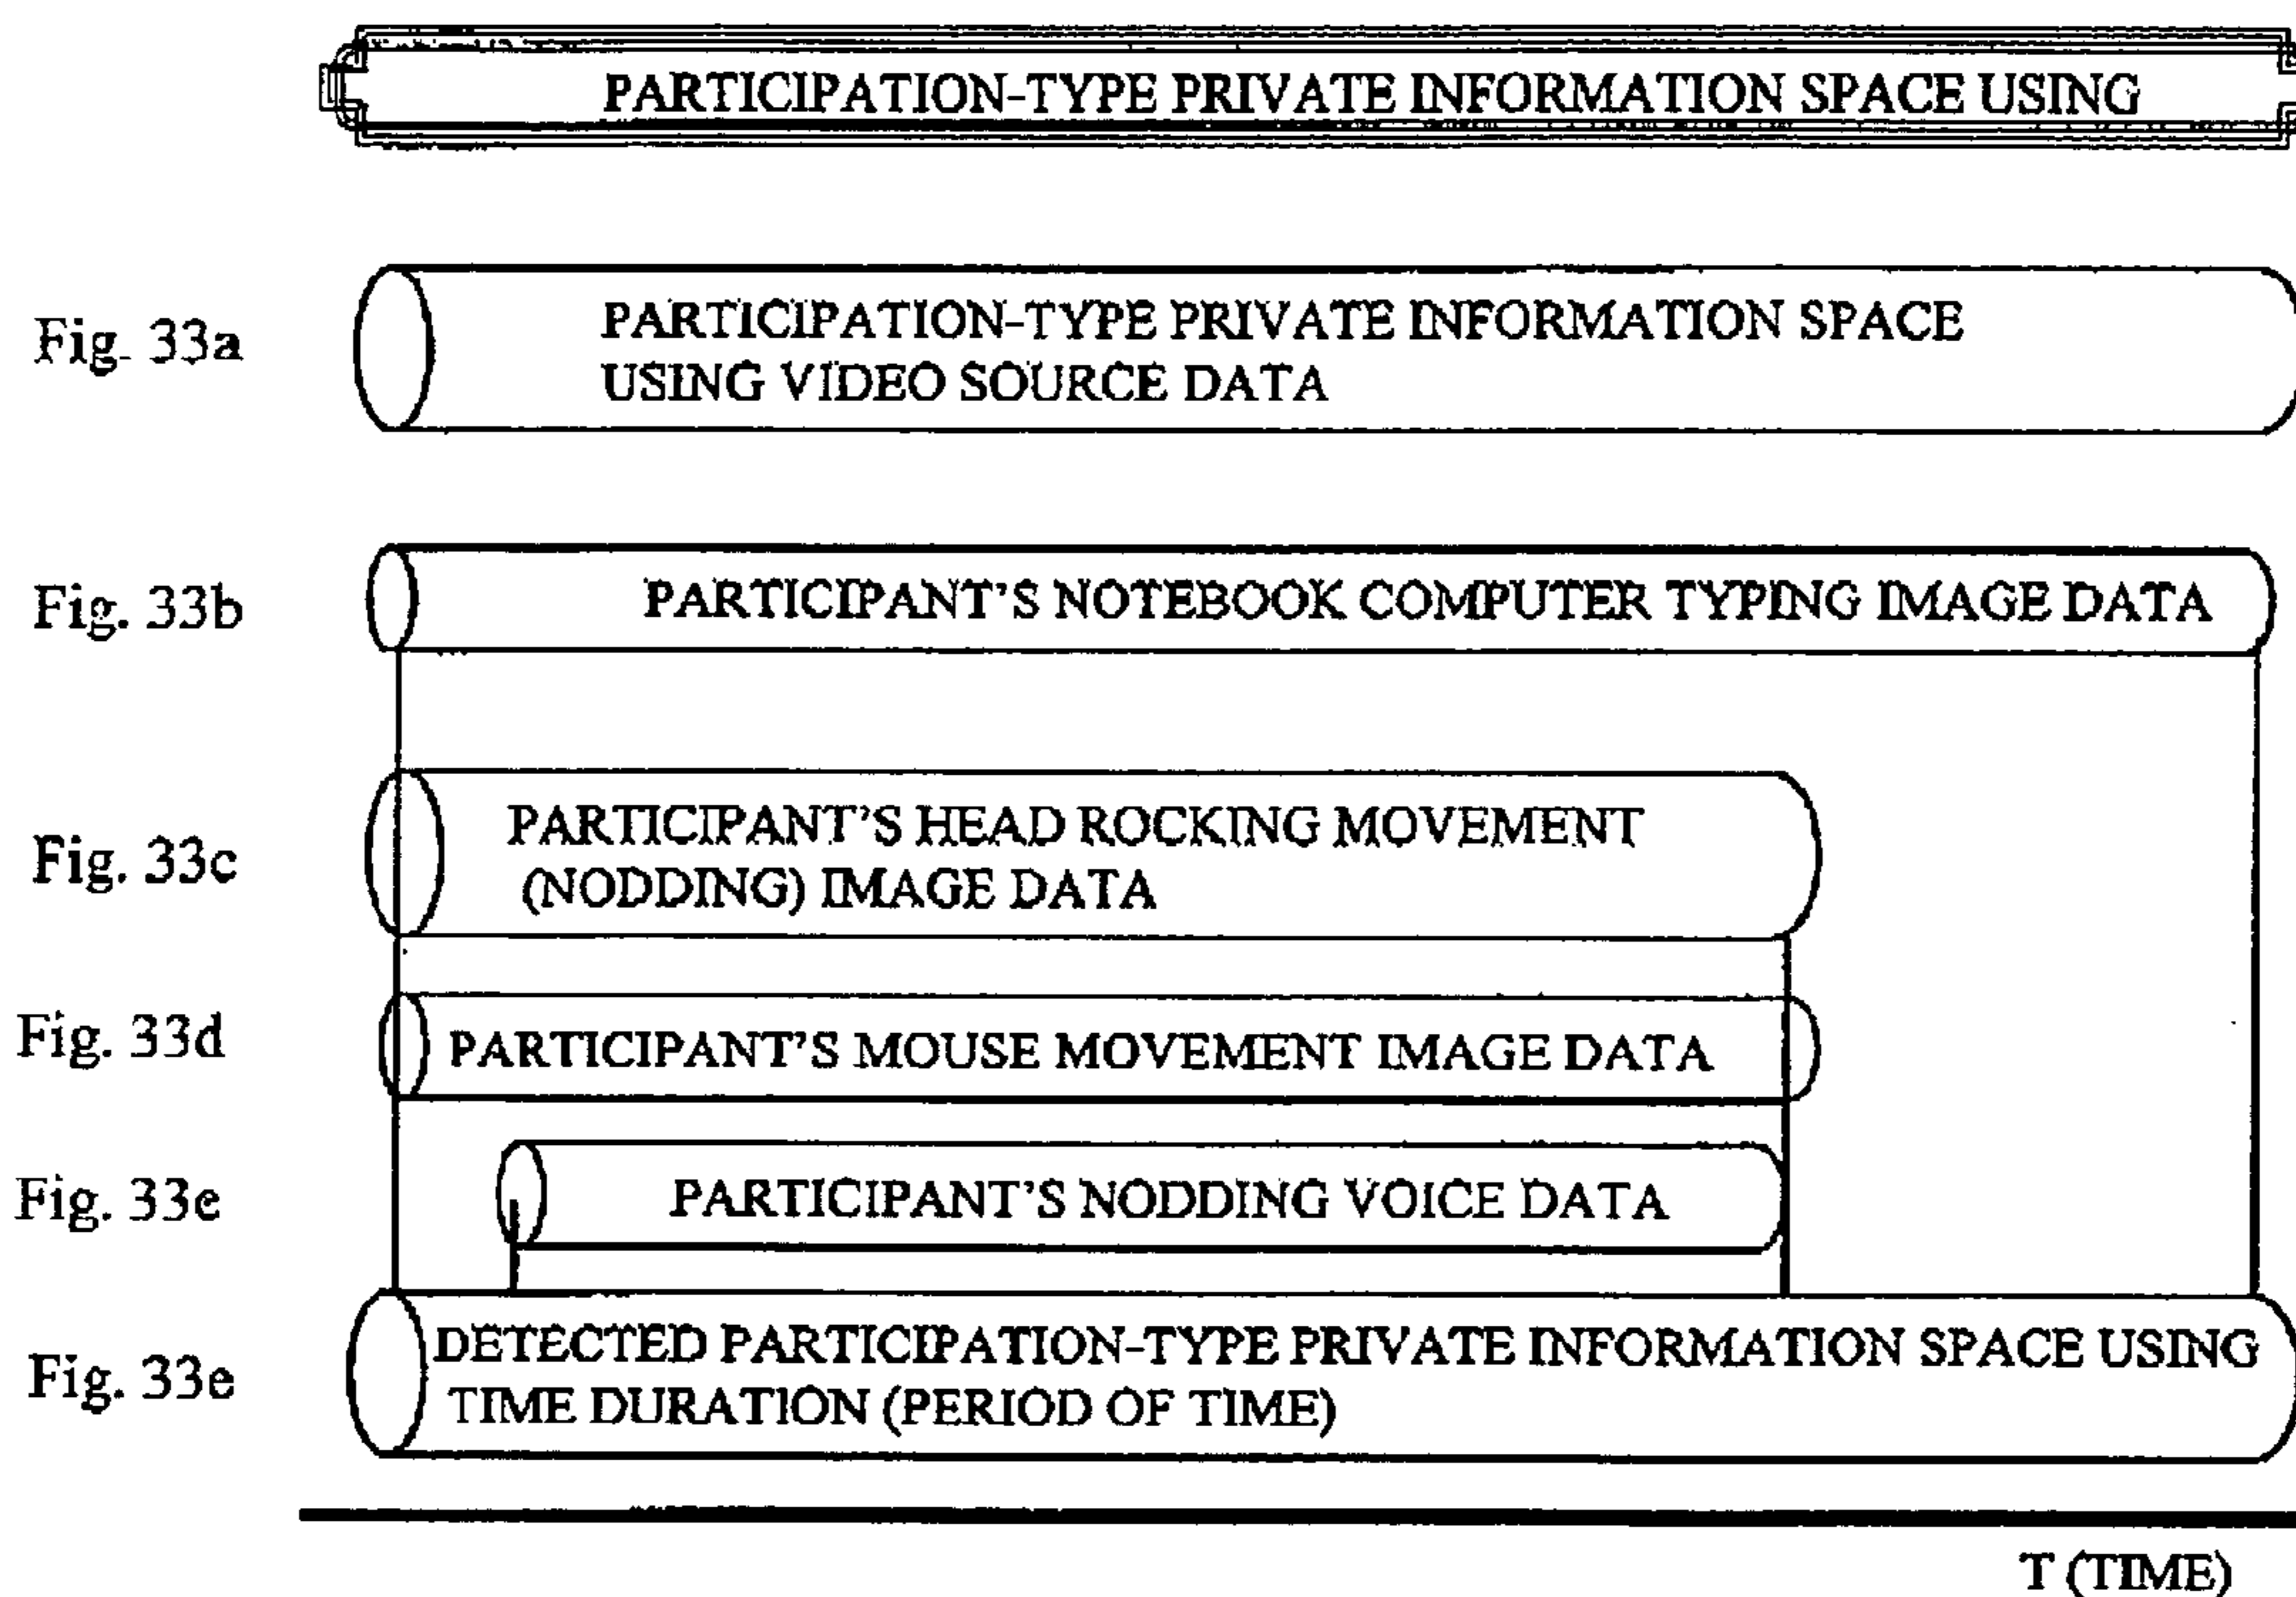 PARTICIPATION-TYPE PRIVATE INFORMATION SPACE USING
Fig. 33a
PARTICIPATION-TYPE PRIVATE INFORMATION SPACE
USING VIDEO SOURCE DATA
Fig. 33b
PARTICIPANT'S NOTEBOOK COMPUTER TYPING IMAGE DATA
Fig. 33c
PARTICIPANT'S HEAD ROCKING MOVEMENT
(NODDING) IMAGE DATA
Fig. 33d
PARTICIPANT'S MOUSE MOVEMENT IMAGE DATA
Fig. 33e
PARTICIPANT'S NODDING VOICE DATA
Fig. 33e
DETECTED PARTICIPATION-TYPE PRIVATE INFORMATION SPACE USING
TIME DURATION (PERIOD OF TIME)
T (TIME)